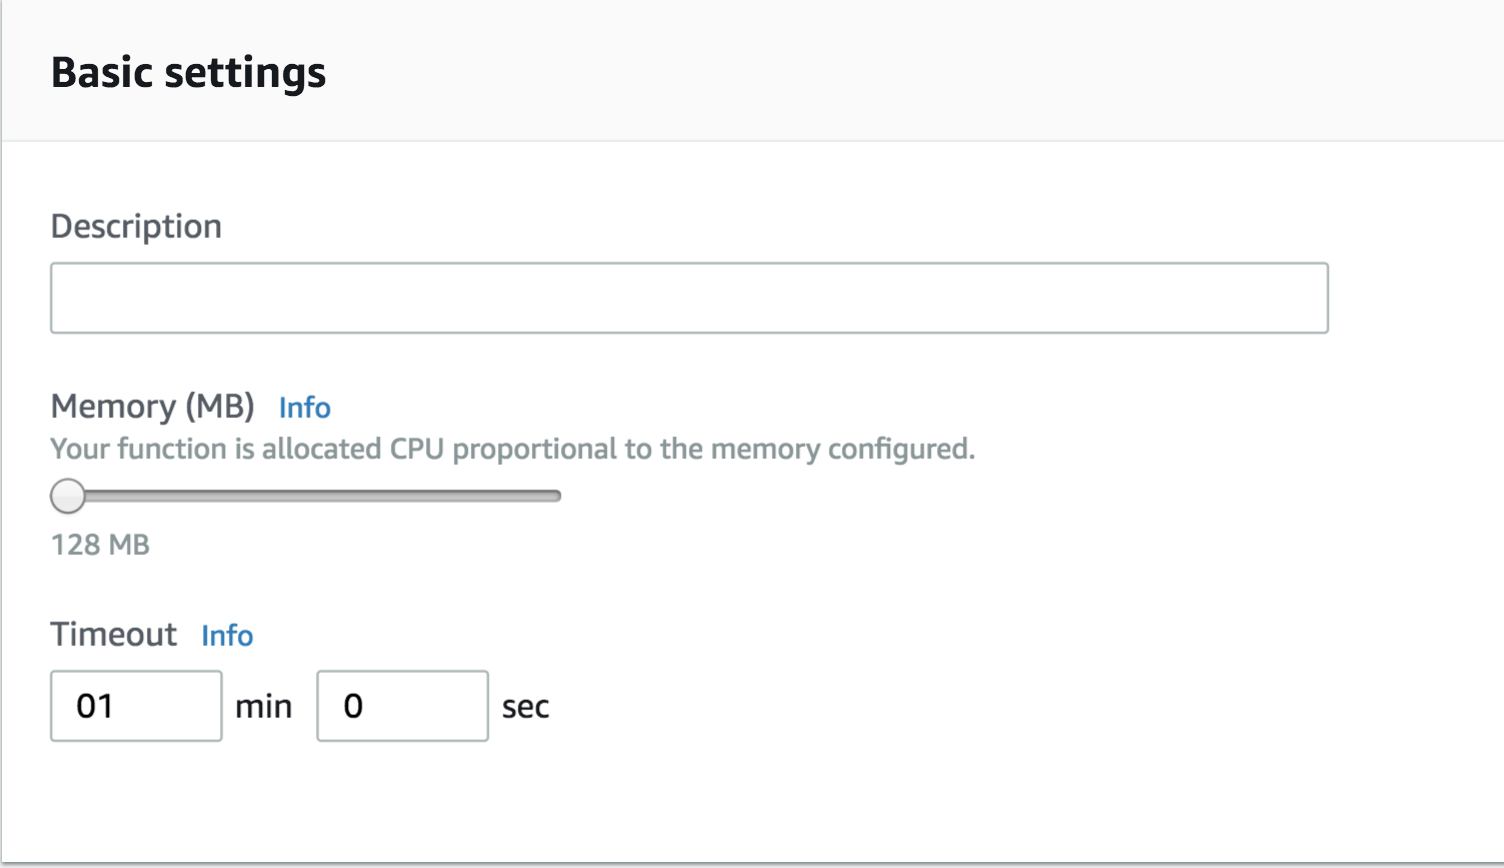 Basic settings
Description
Memory (MB) Info
Your function is allocated CPU proportional to the memory configured.
128 MB
Timeout Info
01 min 0 sec